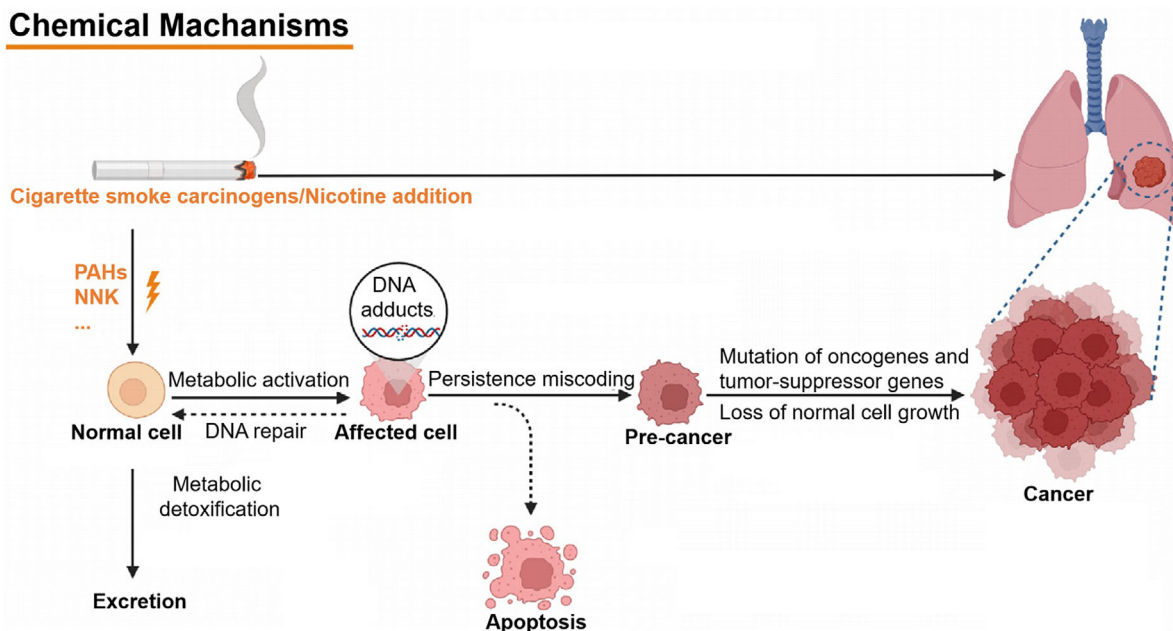 Chemical Machanisms
Cigarette smoke carcinogens/Nicotine addition
PAHs
NNK
...
DNA
adducts
Metabolic activation
Persistence miscoding
Mutation of oncogenes and
tumor-suppressor genes
Normal cell
DNA repair
Affected cell
Pre-cancer
Loss of normal cell growth
Metabolic
detoxification
Cancer
Excretion
Apoptosis